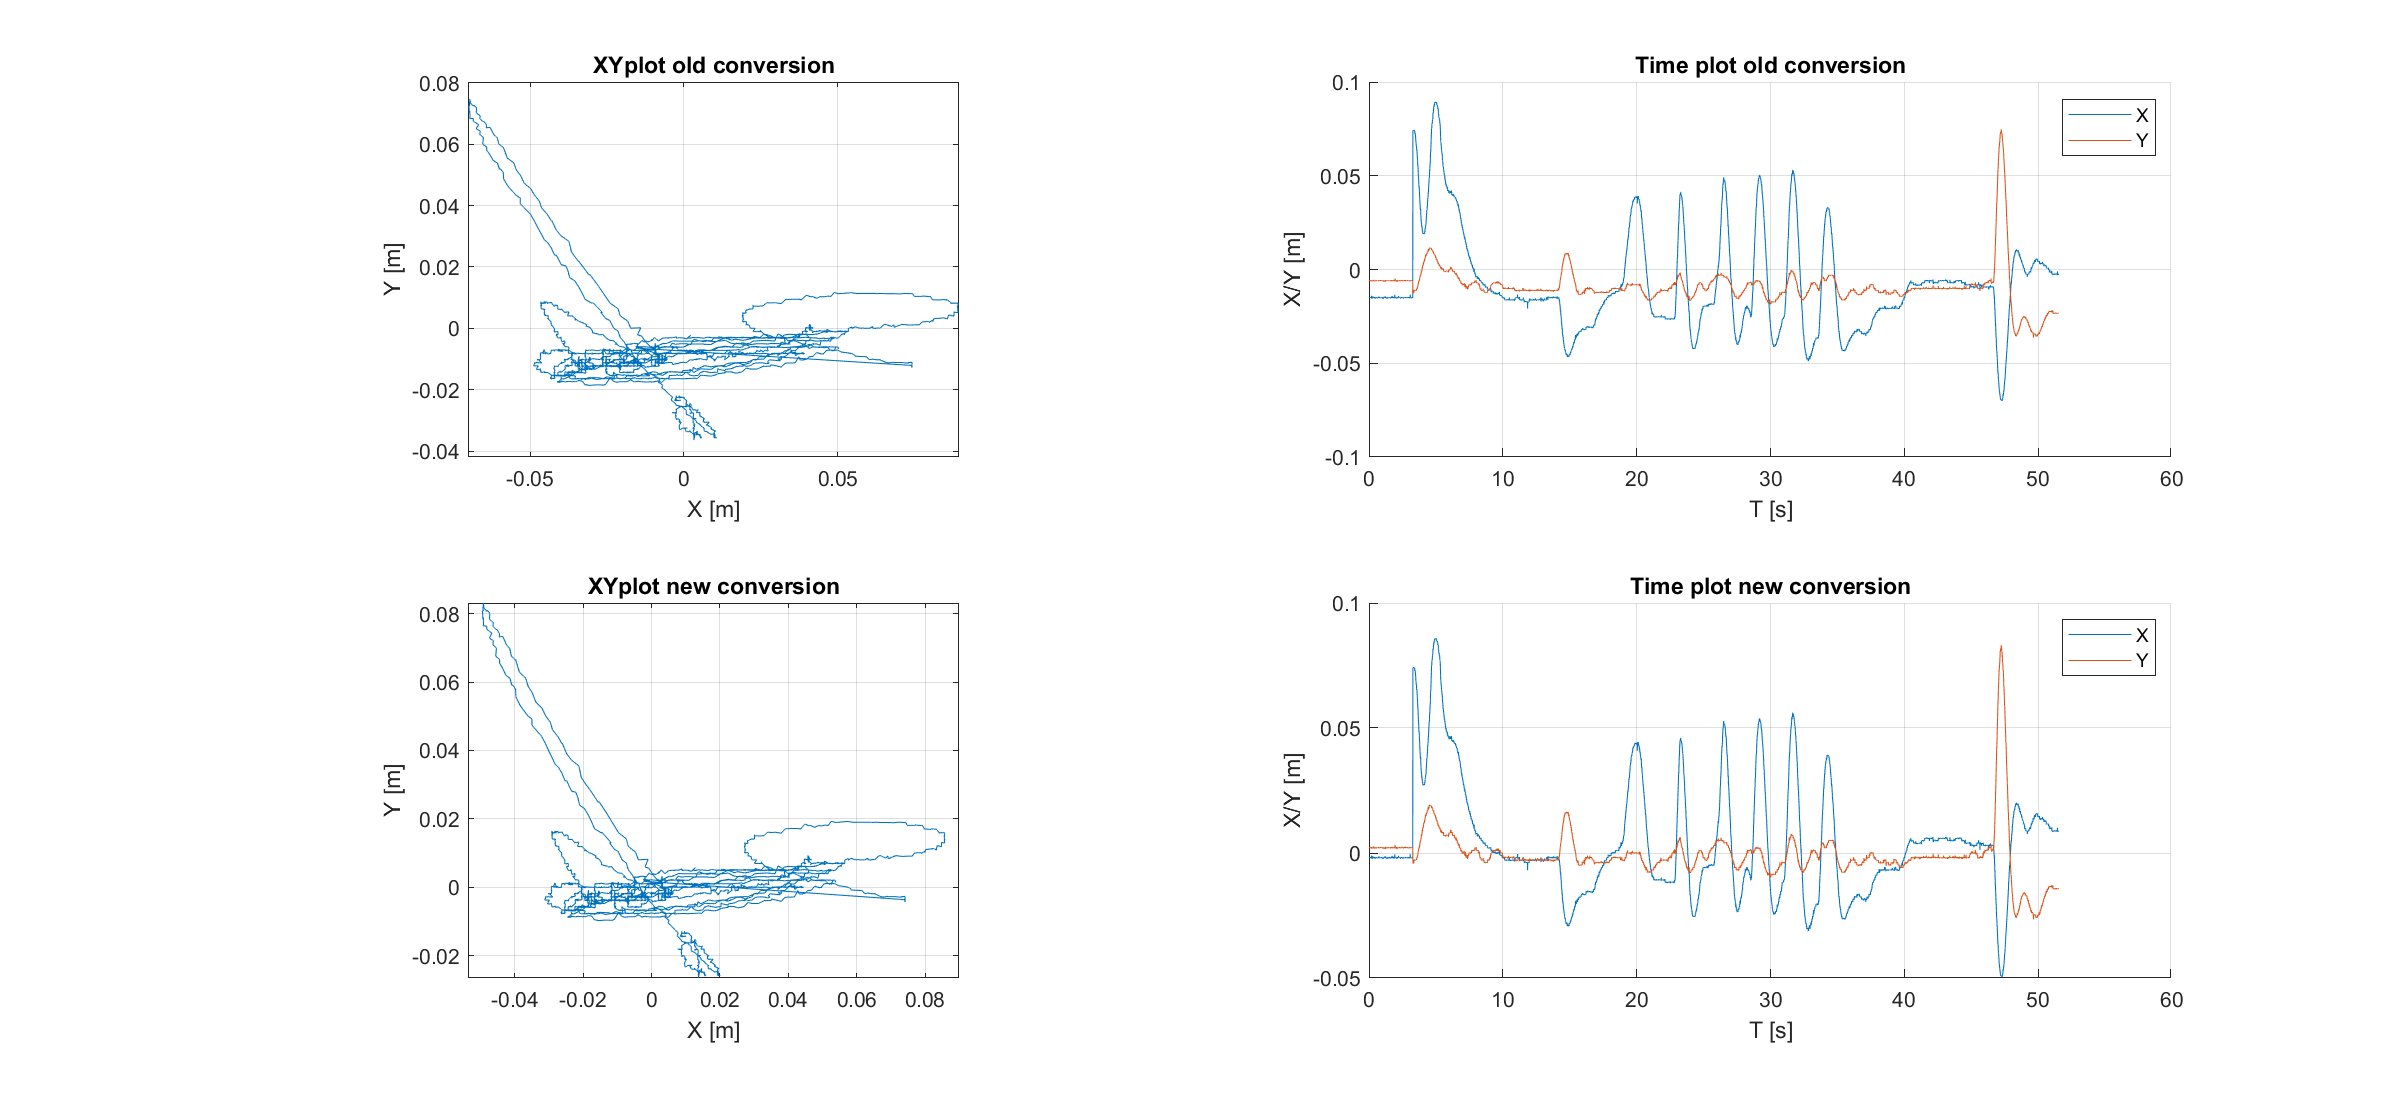 XYplot old conversion
0.08
0.06
0.04
0.02
0
-0.02
-0.04
Y [m]
-0.05 0 0.05
X [m]
Time plot old conversion
0.1
0.05
0
-0.05
-0.1
X/Y [m]
X
Y
0 10 20 30 40 50 60
T [s]
XYplot new conversion
0.08
0.06
0.04
0.02
0
-0.02
Y [m]
-0.04 -0.02 0 0.02 0.04 0.06 0.08
X [m]
Time plot new conversion
0.1
0.05
0
-0.05
X/Y [m]
X
Y
0 10 20 30 40 50 60
T [s]